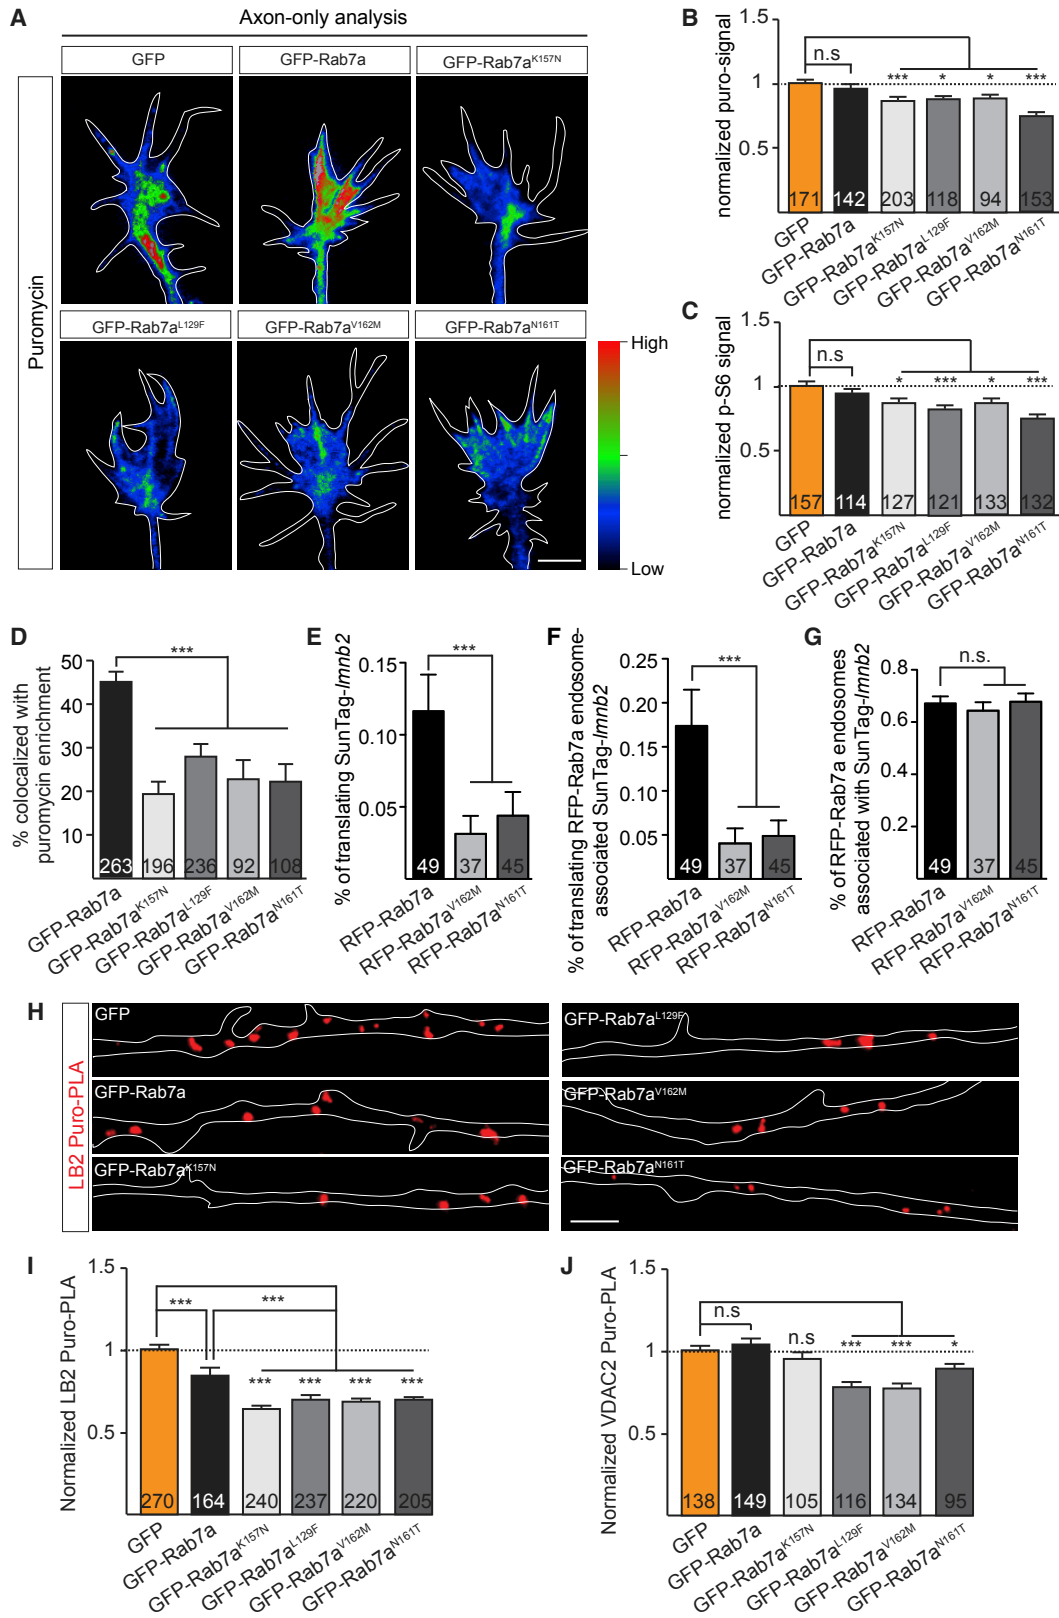 A
Axon-only analysis
GFP
GFP-Rab7a
GFP-Rab7aK157N
Puromycin
GFP-Rab7aL129F
GFP-Rab7aV162M
GFP-Rab7aN161T
High
Low
B
normalized puro-signal
1.5
1
0.5
n.s
*** * * ***
171 142 203 118 94 153
GFP
GFP-Rab7a
GFP-Rab7aK157N
GFP-Rab7aL129F
GFP-Rab7aV162M
GFP-Rab7aN161T
C
normalized p-S6 signal
1.5
1
0.5
n.s
* *** * ***
157 114 127 121 133 132
GFP
GFP-Rab7a
GFP-Rab7aK157N
GFP-Rab7aL129F
GFP-Rab7aV162M
GFP-Rab7aN161T
D
% colocalized with
puromycin enrichment
50
40
30
20
10
***
263 196 236 92 108
GFP-Rab7a
GFP-Rab7aK157N
GFP-Rab7aL129F
GFP-Rab7aV162M
GFP-Rab7aN161T
E
% of translating SunTag-lmnb2
0.15
0.10
0.05
***
49 37 45
RFP-Rab7a
RFP-Rab7aV162M
RFP-Rab7aN161T
F
% of translating RFP-Rab7a endosome-
associated SunTag-lmnb2
0.25
0.20
0.15
0.10
0.05
***
49 37 45
RFP-Rab7a
RFP-Rab7aV162M
RFP-Rab7aN161T
G
% of RFP-Rab7a endosomes
associated with SunTag-lmnb2
0.8
0.6
0.4
0.2
n.s.
49 37 45
RFP-Rab7a
RFP-Rab7aV162M
RFP-Rab7aN161T
H
LB2 Puro-PLA
GFP
GFP-Rab7a
GFP-Rab7aK157N
GFP-Rab7aL129F
GFP-Rab7aV162M
GFP-Rab7aN161T
I
Normalized LB2 Puro-PLA
1.5
1
0.5
*** ***
*** *** *** ***
270 164 240 237 220 205
GFP
GFP-Rab7a
GFP-Rab7aK157N
GFP-Rab7aL129F
GFP-Rab7aV162M
GFP-Rab7aN161T
J
Normalized VDAC2 Puro-PLA
1.5
1
0.5
n.s
n.s *** *** *
138 149 105 116 134 95
GFP
GFP-Rab7a
GFP-Rab7aK157N
GFP-Rab7aL129F
GFP-Rab7aV162M
GFP-Rab7aN161T